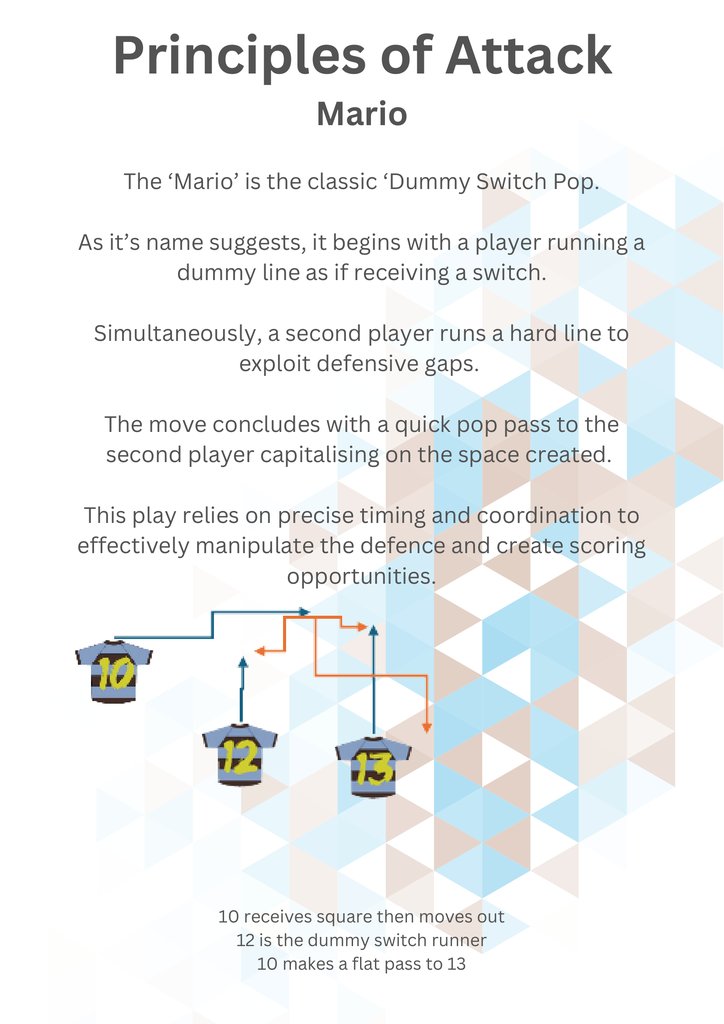 Principles of Attack
Mario
The ‘Mario’ is the classic ‘Dummy Switch Pop.
As it’s name suggests, it begins with a player running a
dummy line as if receiving a switch.
Simultaneously, a second player runs a hard line to
exploit defensive gaps.
The move concludes with a quick pop pass to the
second player capitalising on the space created.
This play relies on precise timing and coordination to
effectively manipulate the defence and create scoring
opportunities.
10
12
13
10 receives square then moves out
12 is the dummy switch runner
10 makes a flat pass to 13